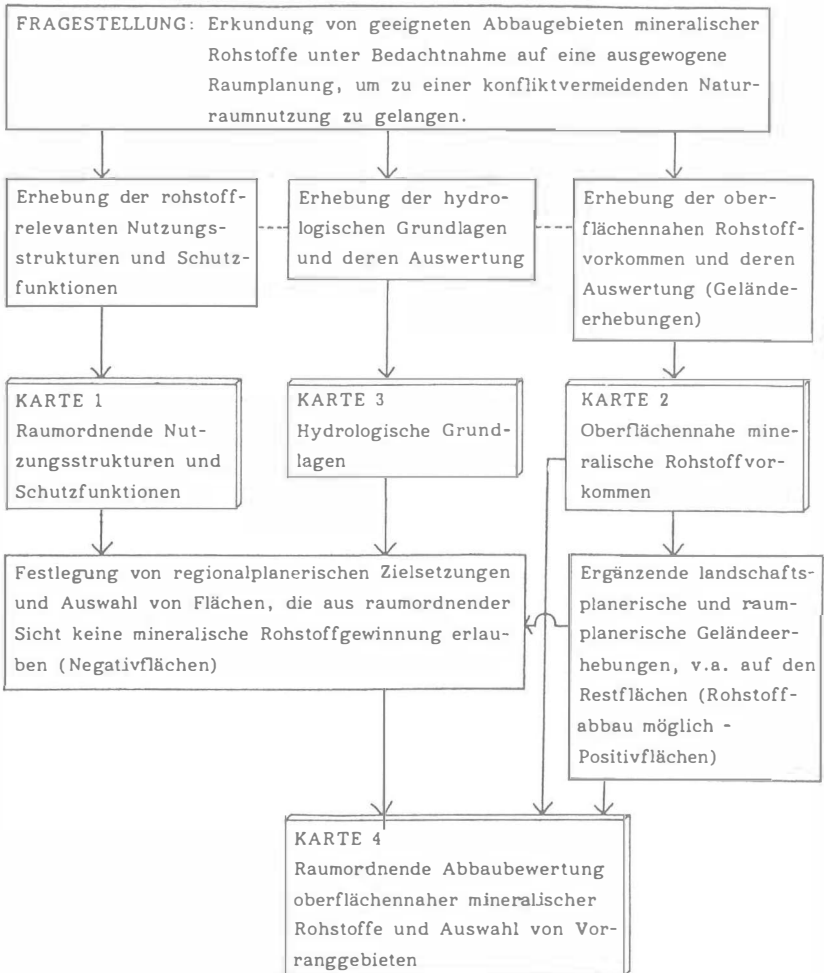 FRAGESTELLUNG: Erkundung von geeigneten Abbaugebieten mineralischer
Rohstoffe unter Bedachtnahme auf eine ausgewogene
Raumplanung, um zu einer konfliktvermeidenden Natur-
raumnutzung zu gelangen.
Erhebung der rohstoff-
relevanten Nutzungs-
strukturen und Schutz-
funktionen
Erhebung der hydro-
logischen Grundlagen
und deren Auswertung
Erhebung der ober-
flächennahen Rohstoff-
vorkommen und deren
Auswertung (Gelände-
erhebungen)
KARTE 1
Raumordnende Nut-
zungsstrukturen und
Schutzfunktionen
KARTE 3
Hydrologische Grund-
lagen
KARTE 2
Oberflächennahe mine-
ralische Rohstoffvor-
kommen
Festlegung von regionalplanerischen Zielsetzungen
und Auswahl von Flächen, die aus raumordnender
Sicht keine mineralische Rohstoffgewinnung erlau-
ben (Negativflächen)
Ergänzende landschafts-
planerische und raum-
planerische Geländeer-
hebungen, v.a. auf den
Restflächen (Rohstoff-
abbau möglich -
Positivflächen)
KARTE 4
Raumordnende Abbaubewertung
oberflächennaher mineralischer
Rohstoffe und Auswahl von Vor-
ranggebieten